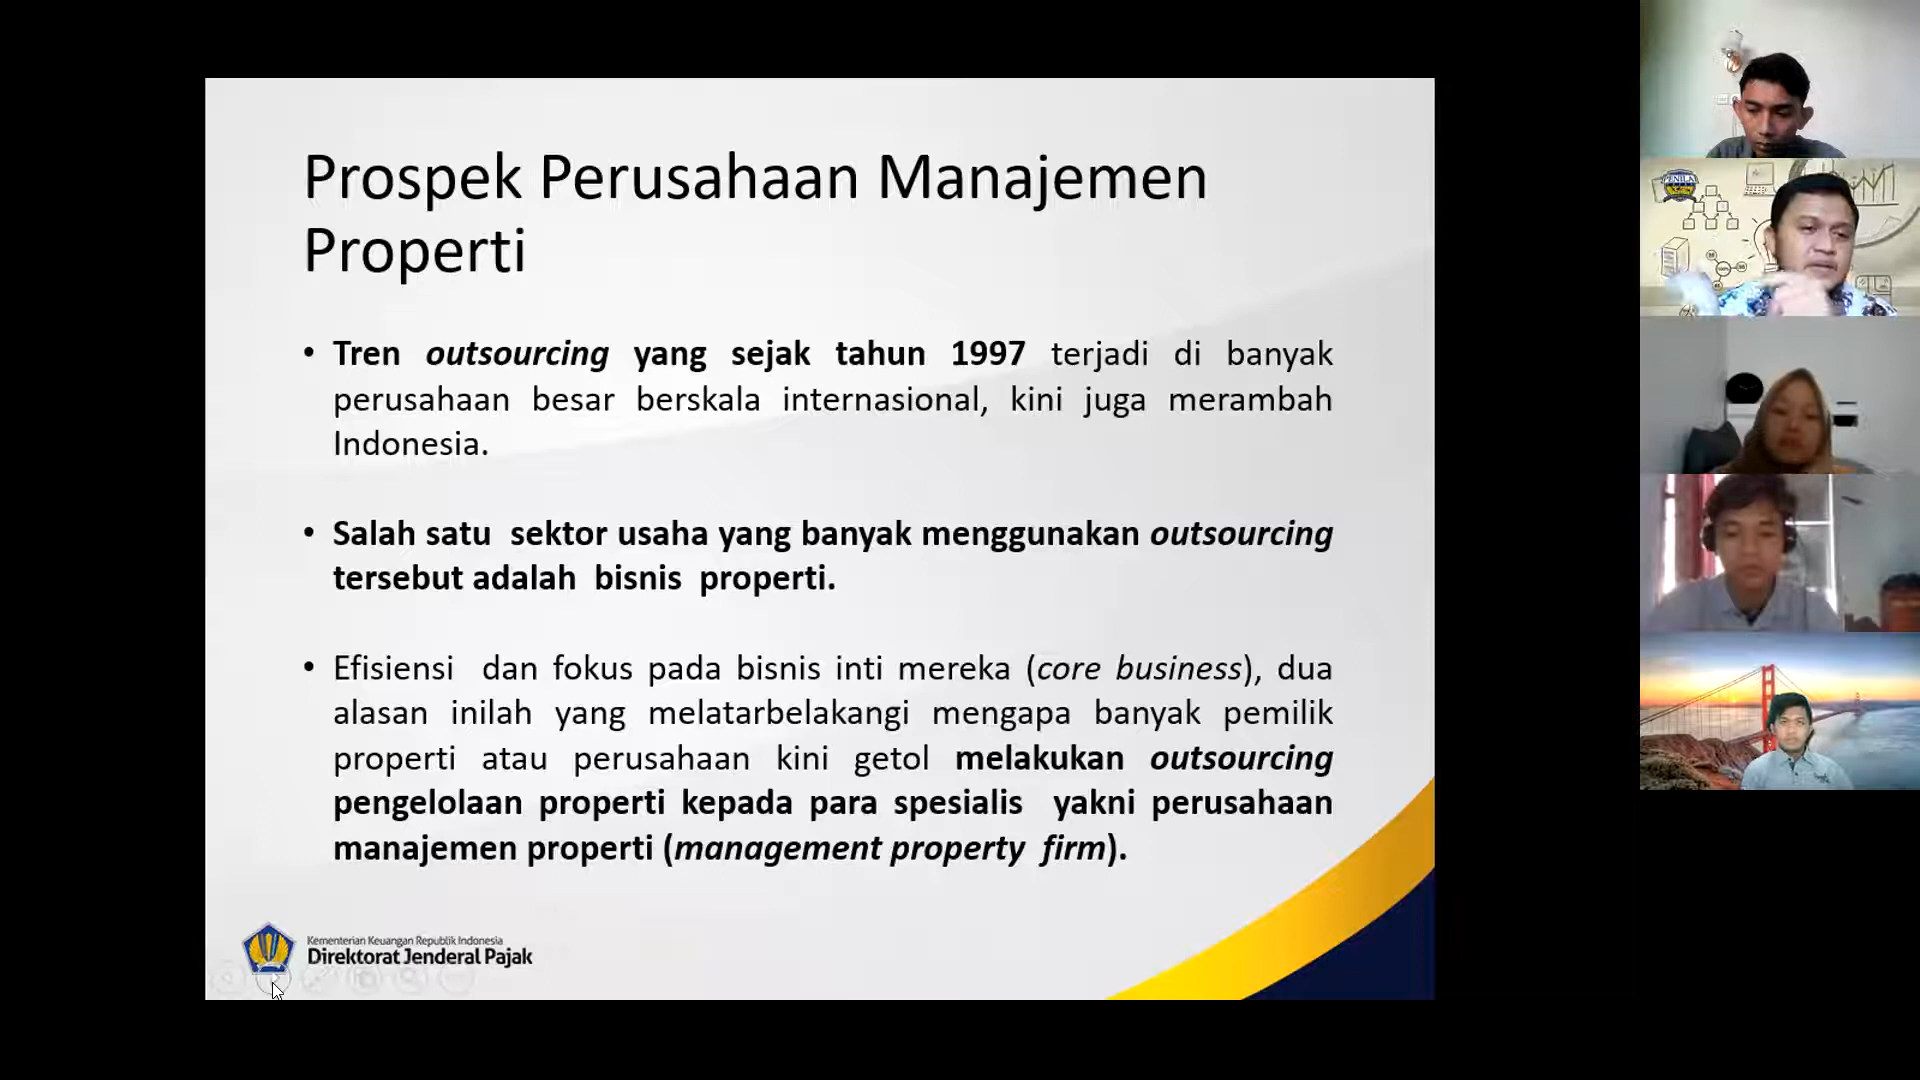 Prospek Perusahaan Manajemen
Properti
• Tren outsourcing yang sejak tahun 1997 terjadi di banyak
perusahaan besar berskala internasional, kini juga merambah
Indonesia.
• Salah satu sektor usaha yang banyak menggunakan outsourcing
tersebut adalah bisnis properti.
• Efisiensi dan fokus pada bisnis inti mereka (core business), dua
alasan inilah yang melatarbelakangi mengapa banyak pemilik
properti atau perusahaan kini getol melakukan outsourcing
pengelolaan properti kepada para spesialis yakni perusahaan
manajemen properti (management property firm).
Kementerian Keuangan Republik Indonesia
Direktorat Jenderal Pajak